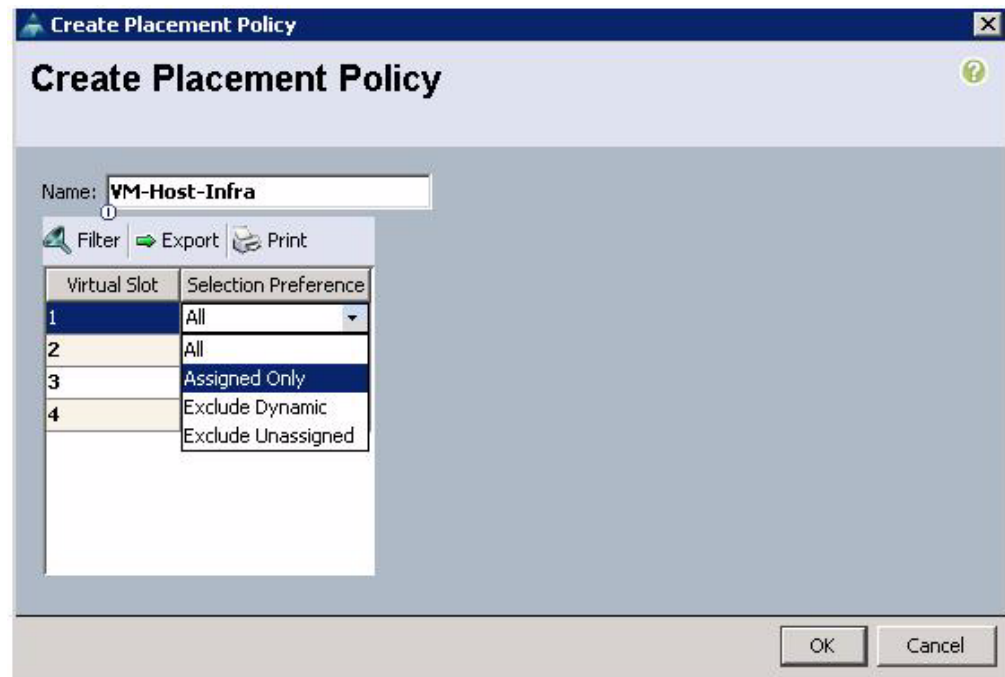 Create Placement Policy
Create Placement Policy
Name: VM-Host-Infra
Filter Export Print
Virtual Slot Selection Preference
1 All
2 All
3 Assigned Only
4 Exclude Dynamic
Exclude Unassigned
OK Cancel